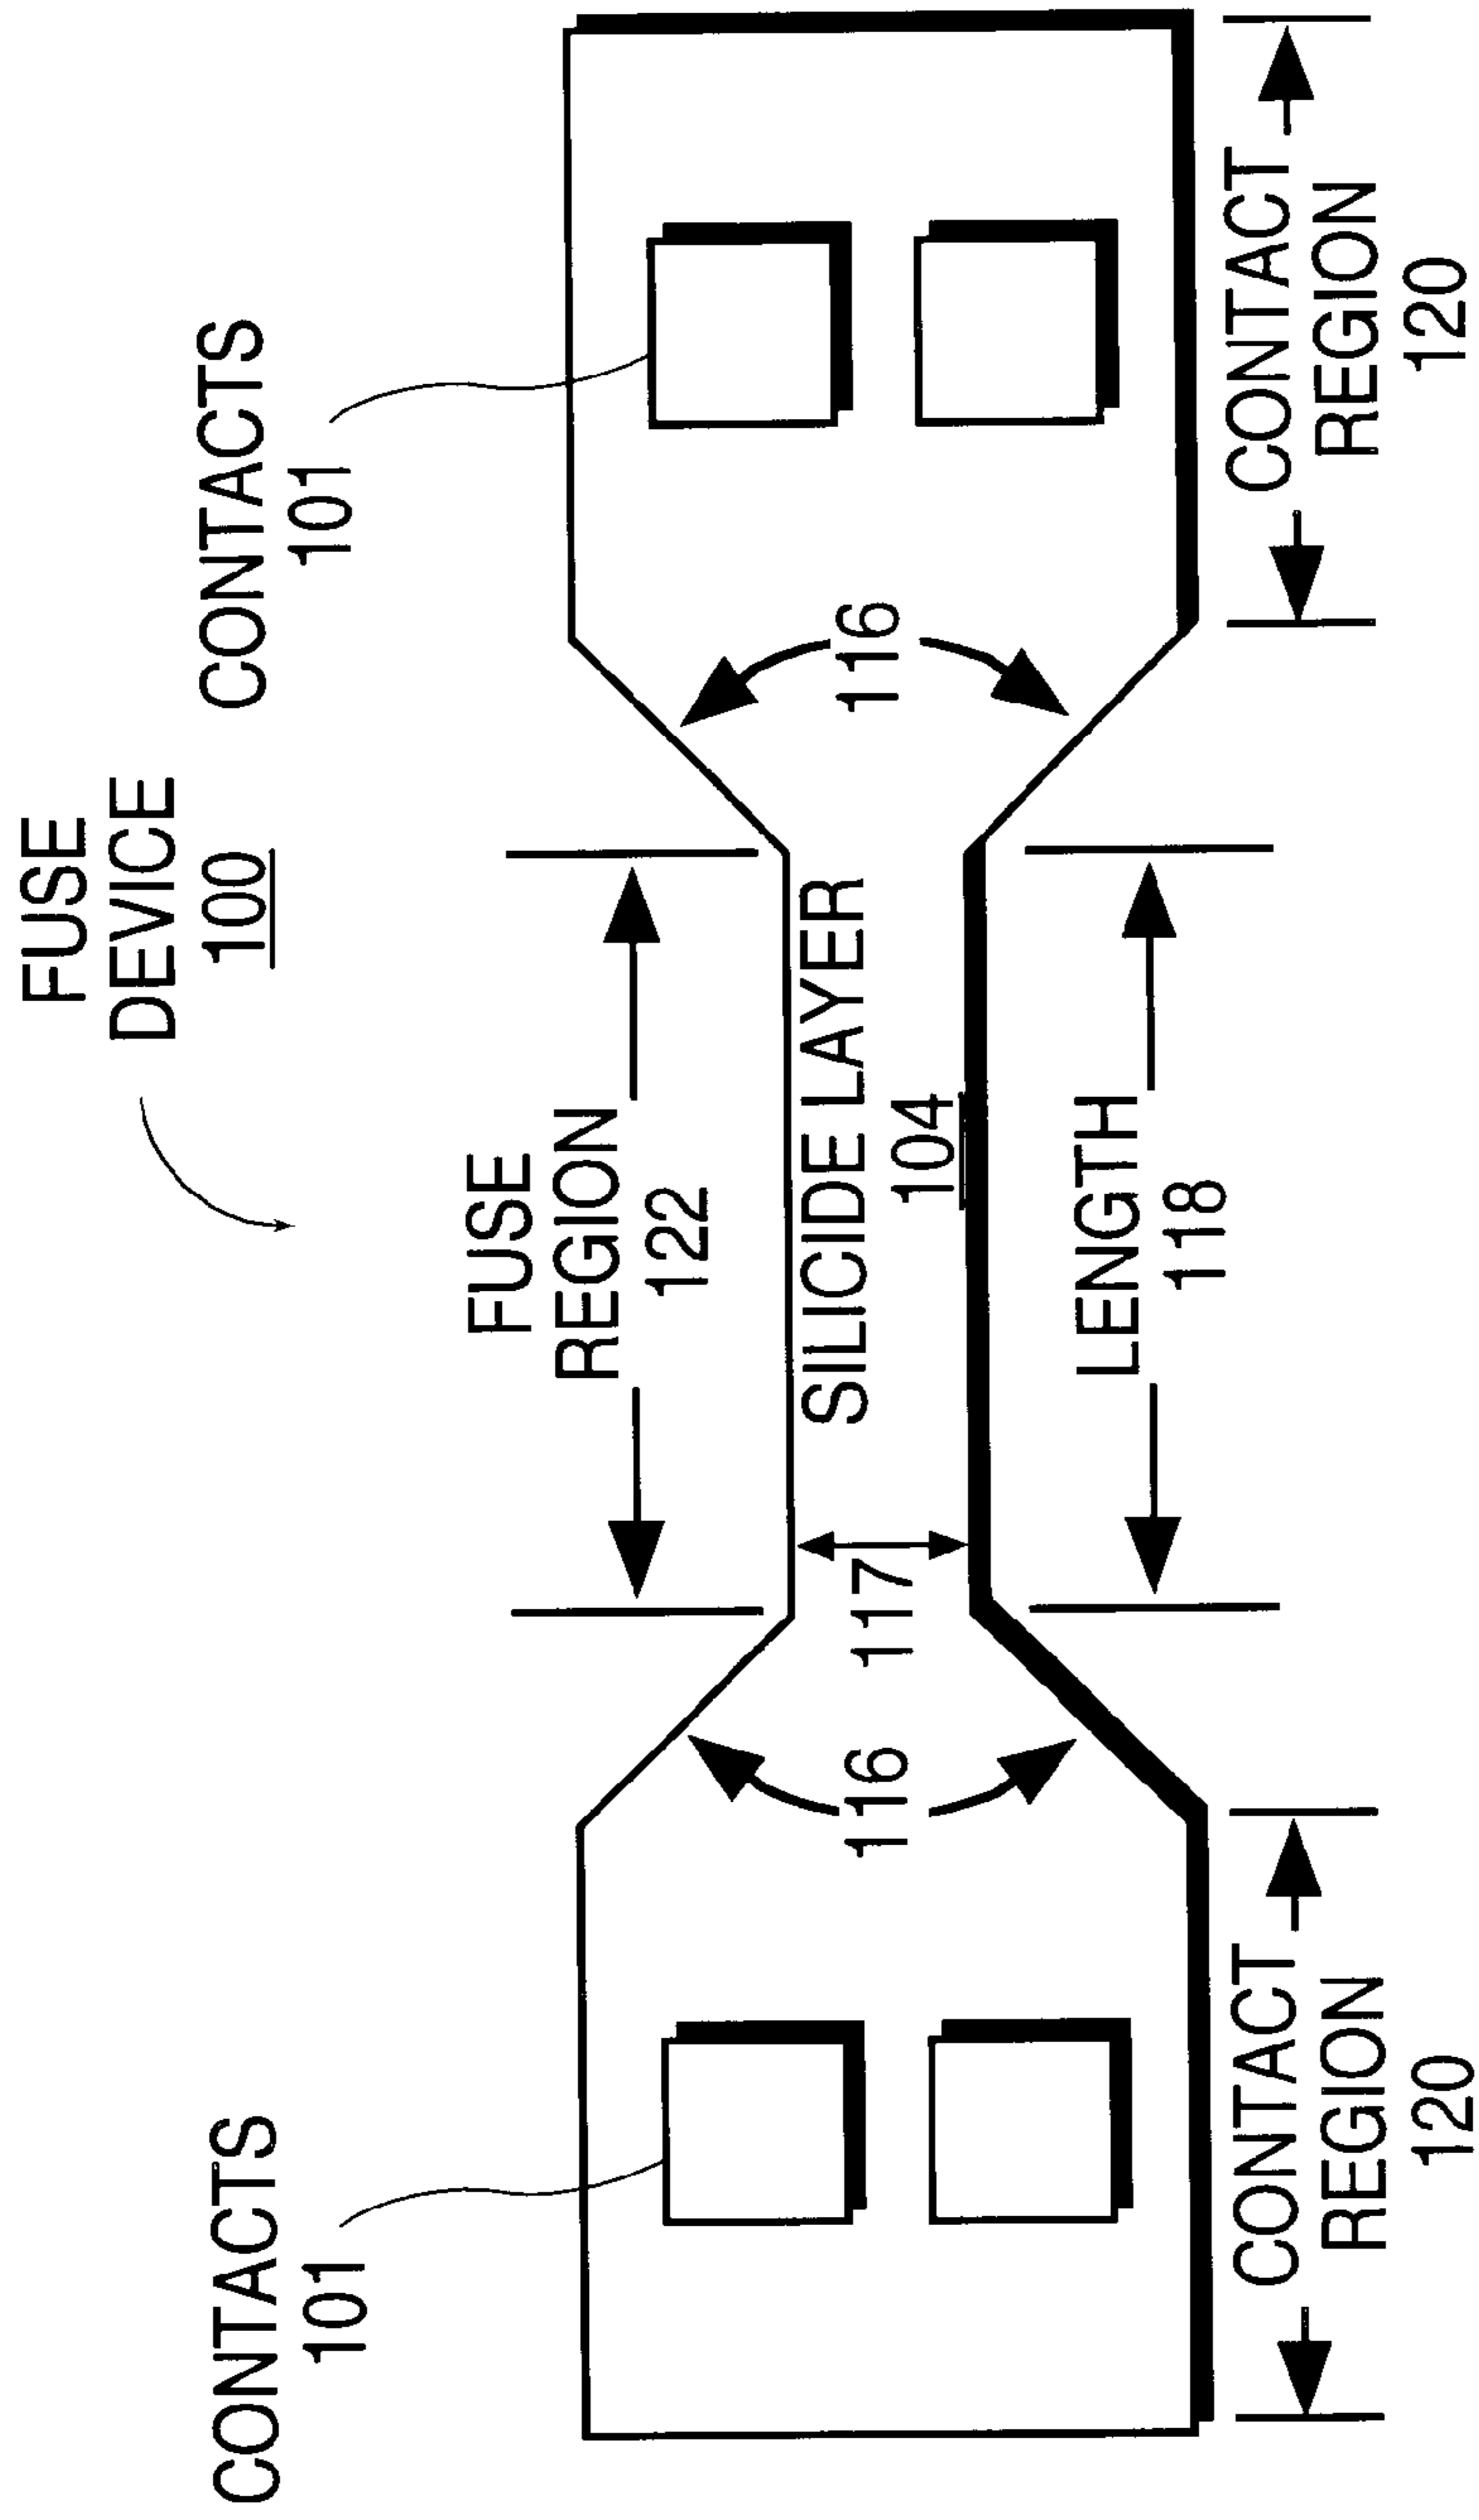 FUSE
DEVICE
100
CONTACTS
101
CONTACTS
101
FUSE
REGION
122
SILICIDE LAYER
104
116
117
116
LENGTH
118
CONTACT
REGION
120
CONTACT
REGION
120